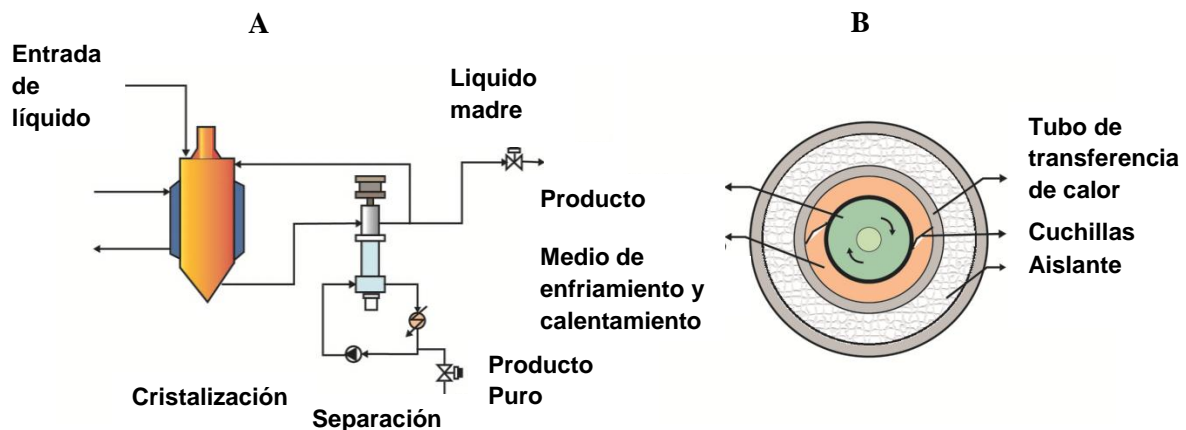 A
B
Entrada
de
líquido
Liquido
madre
Producto
Medio de
enfriamiento y
calentamiento
Producto
Puro
Cristalización
Separación
Tubo de
transferencia
de calor
Cuchillas
Aislante